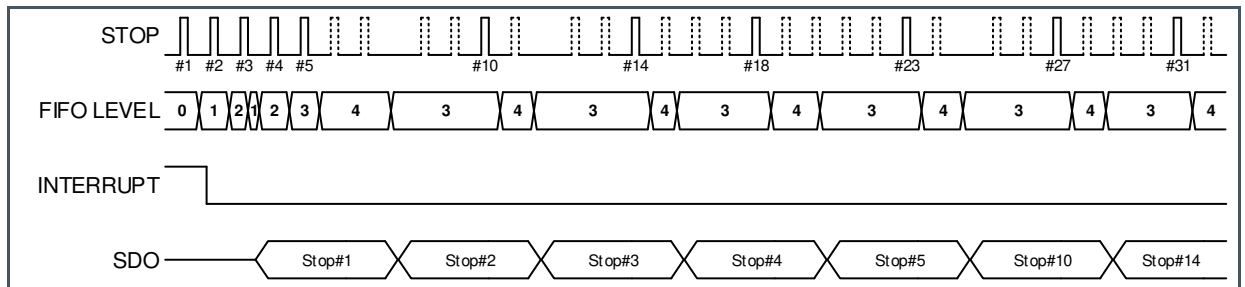 STOP
#1 #2 #3 #4 #5 #10 #14 #18 #23 #27 #31
FIFO LEVEL 0 1 2 1 2 3 4 3 4 3 4 3 4 3 4 3 4 3 4
INTERRUPT
SDO Stop#1 Stop#2 Stop#3 Stop#4 Stop#5 Stop#10 Stop#14